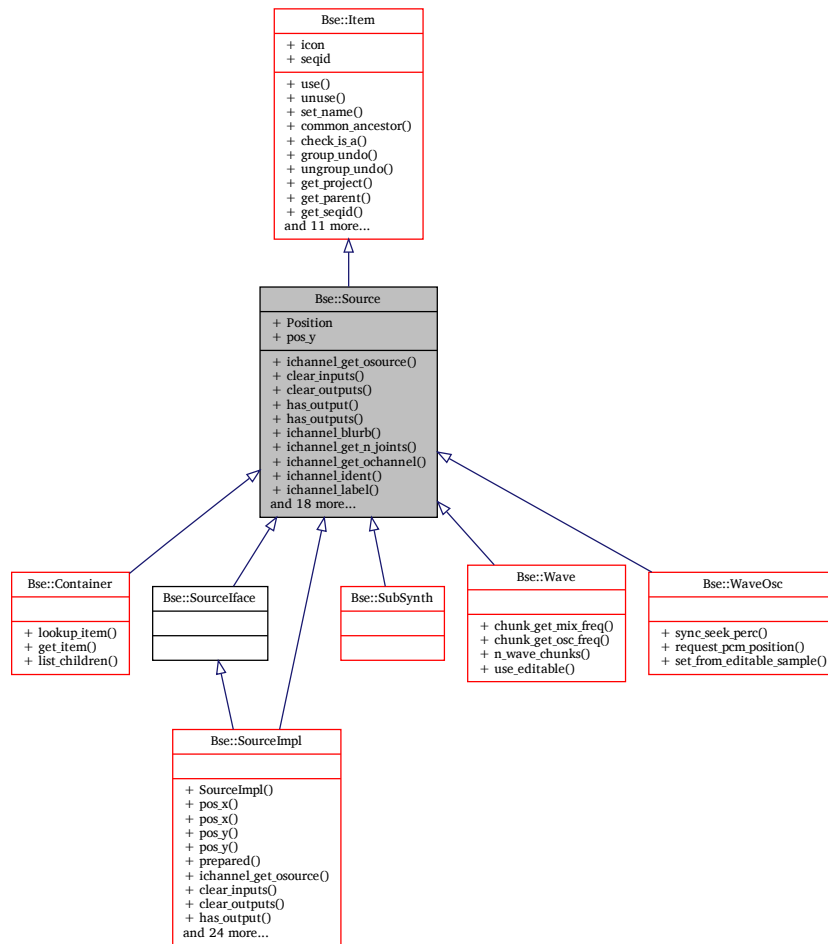 Bse::Item
+ icon
+ seqid
+ use()
+ unuse()
+ set_name()
+ common_ancestor()
+ check_is_a()
+ group_undo()
+ ungroup_undo()
+ get_project()
+ get_parent()
+ get_seqid()
and 11 more...
Bse::Source
+ Position
+ pos_y
+ ichannel_get_osource()
+ clear_inputs()
+ clear_outputs()
+ has_output()
+ has_outputs()
+ ichannel_blurb()
+ ichannel_get_n_joints()
+ ichannel_get_ochannel()
+ ichannel_ident()
+ ichannel_label()
and 18 more...
Bse::Container
+ lookup_item()
+ get_item()
+ list_children()
Bse::SourceIface
Bse::SubSynth
Bse::Wave
+ chunk_get_mix_freq()
+ chunk_get_osc_freq()
+ n_wave_chunks()
+ use_editable()
Bse::WaveOsc
+ sync_seek_perc()
+ request_pcm_position()
+ set_from_editable_sample()
Bse::SourceImpl
+ SourceImpl()
+ pos_x()
+ pos_x()
+ pos_y()
+ pos_y()
+ prepared()
+ ichannel_get_osource()
+ clear_inputs()
+ clear_outputs()
+ has_output()
and 24 more...